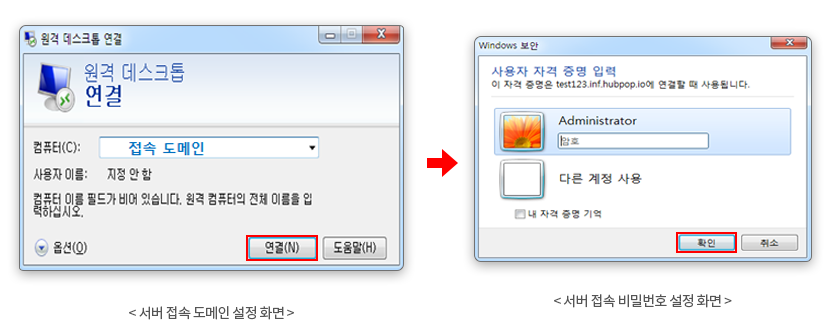 원격 데스크톱 연결
원격 데스크톱
연결
컴퓨터(C):
접속 도메인
사용자 이름:
지정 안 함
컴퓨터 이름 필드가 비어 있습니다. 원격 컴퓨터의 전체 이름을 입
력하십시오.
옵션(O)
연결(N)
도움말(H)
< 서버 접속 도메인 설정 화면 >
Windows 보안
사용자 자격 증명 입력
이 자격 증명은 test123.inf.hubpop.io에 연결할 때 사용됩니다.
Administrator
암호
다른 계정 사용
내 자격 증명 기억
확인
취소
< 서버 접속 비밀번호 설정 화면 >